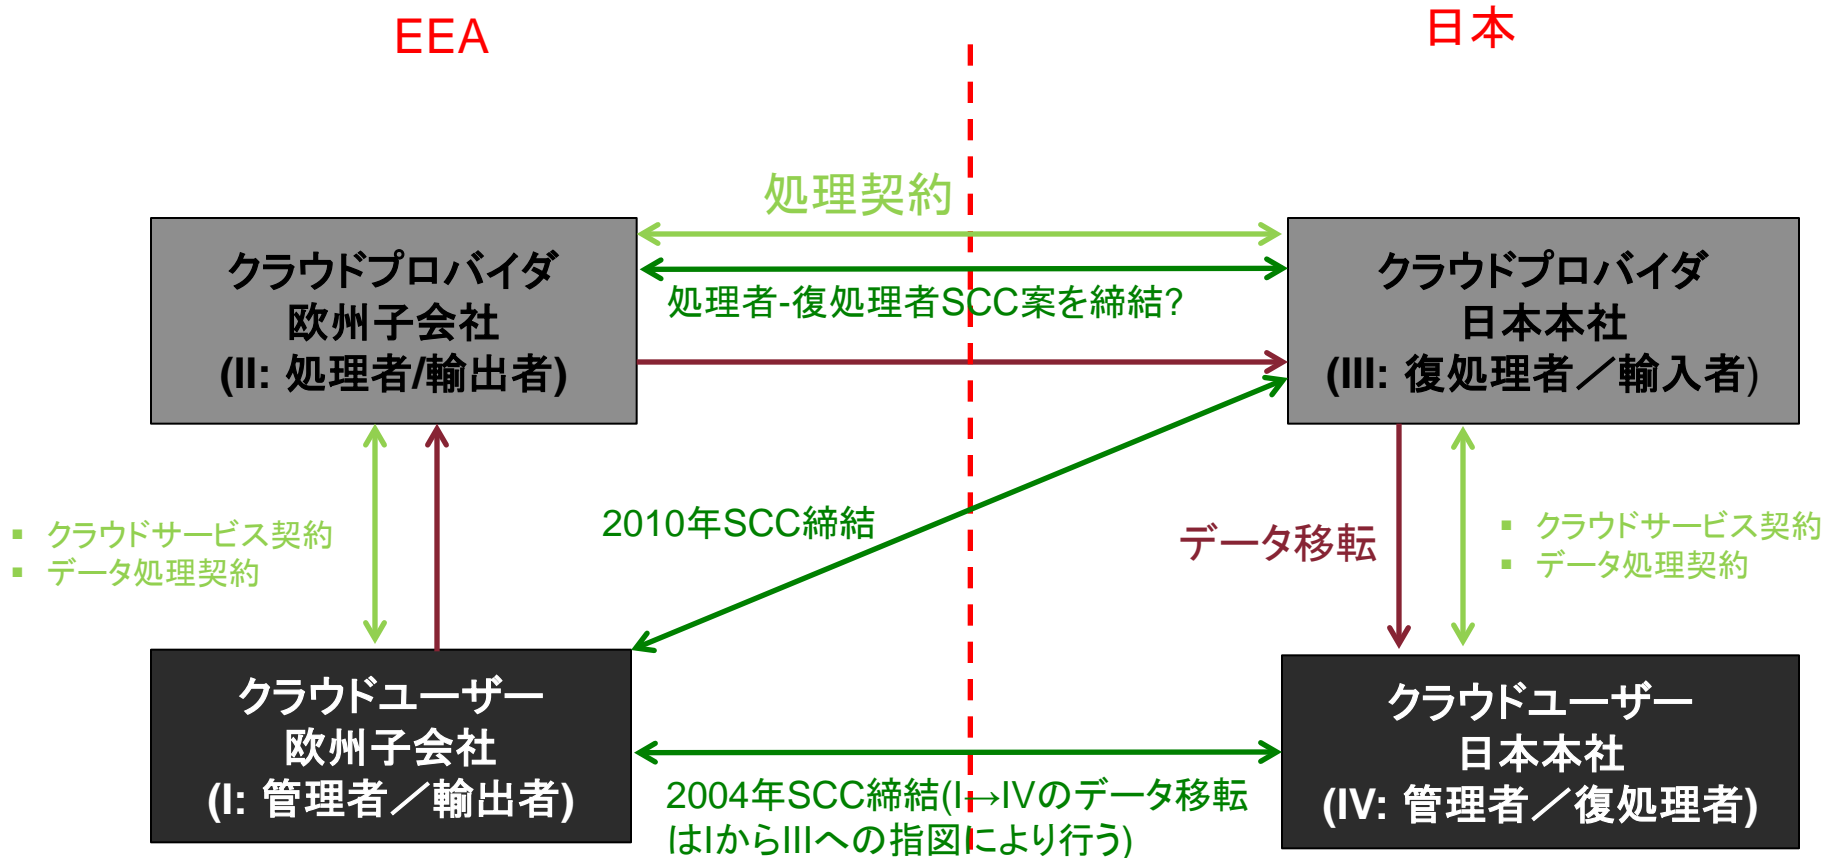 EEA
日本
処理契約
クラウドプロバイダ
欧州子会社
(II: 処理者/輸出者)
処理者-復処理者SCC案を締結?
クラウドプロバイダ
日本本社
(III: 復処理者／輸入者)
▪ クラウドサービス契約
▪ データ処理契約
2010年SCC締結
データ移転
▪ クラウドサービス契約
▪ データ処理契約
クラウドユーザー
欧州子会社
(I: 管理者／輸出者)
2004年SCC締結(I→IVのデータ移転
はIからIIIへの指図により行う)
クラウドユーザー
日本本社
(IV: 管理者／復処理者)